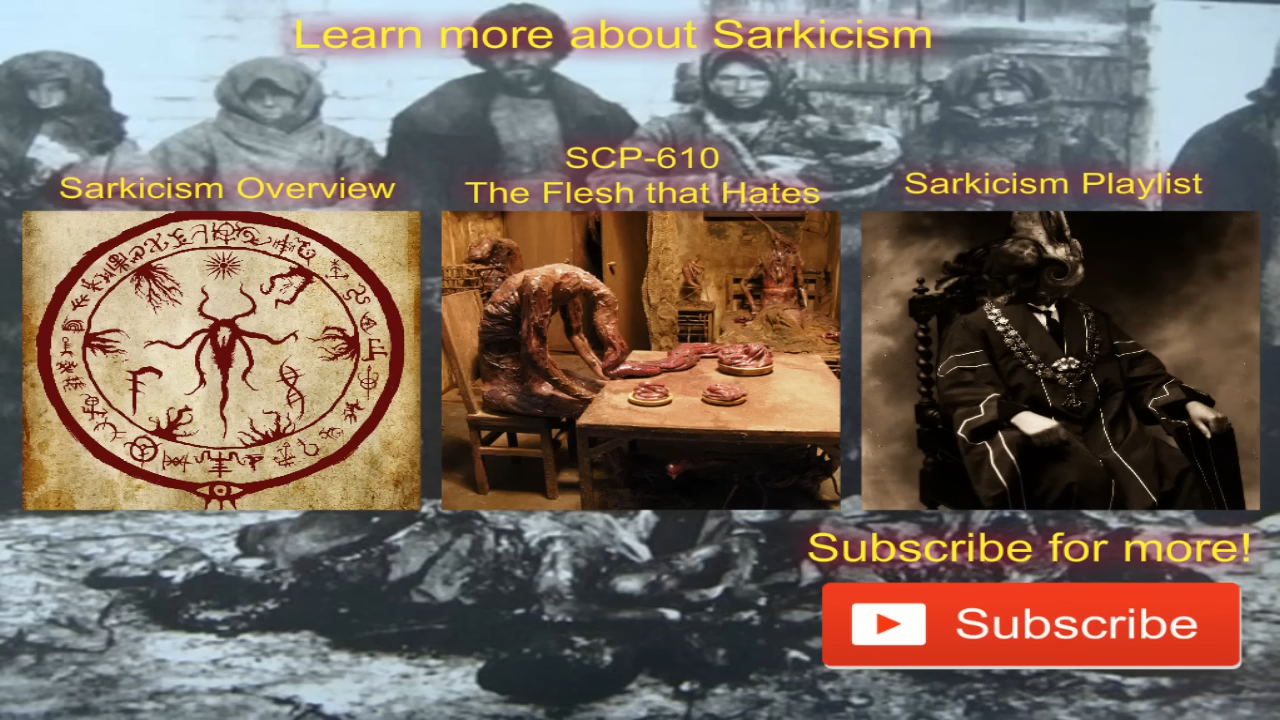 Learn more about Sarkicism
Sarkicism Overview
SCP-610
The Flesh that Hates
Sarkicism Playlist
Subscribe for more!
Subscribe